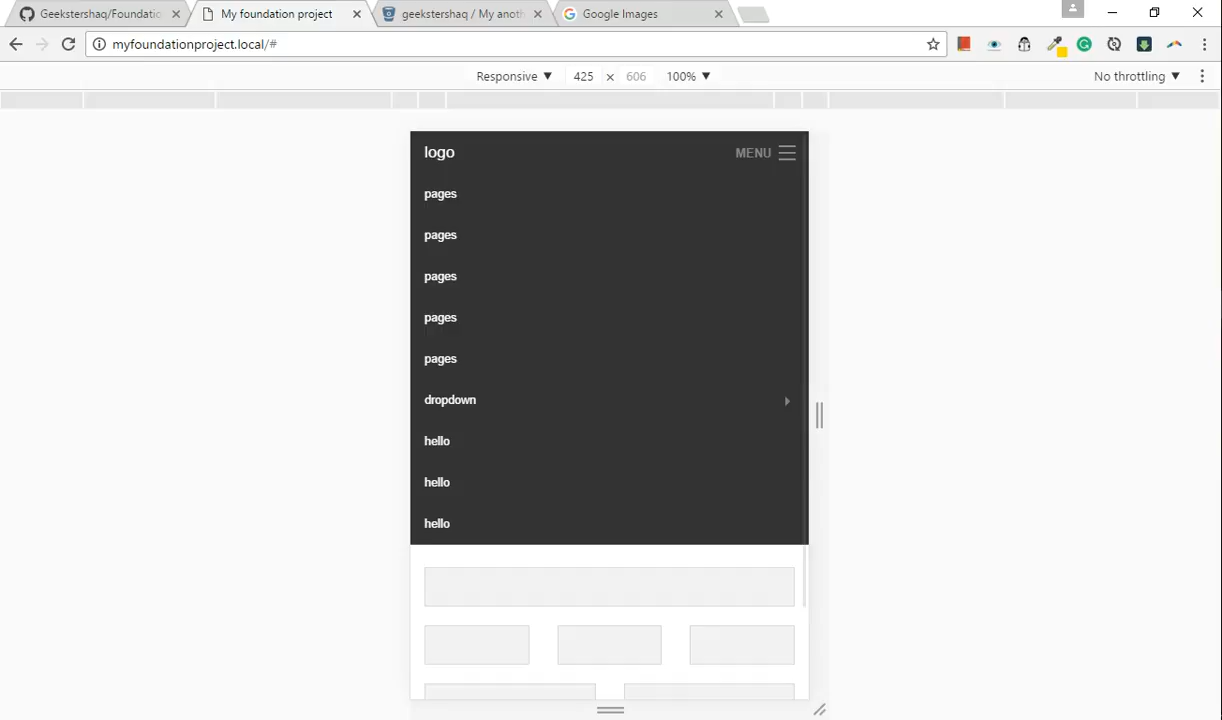 Geekstershaq/Foundatio
My foundation project
geekstershaq / My anoth
Google Images
myfoundationproject.local/#
Responsive ▼ 425 × 606 100% ▼ No throttling ▼
logo MENU
pages
pages
pages
pages
pages
dropdown
hello
hello
hello